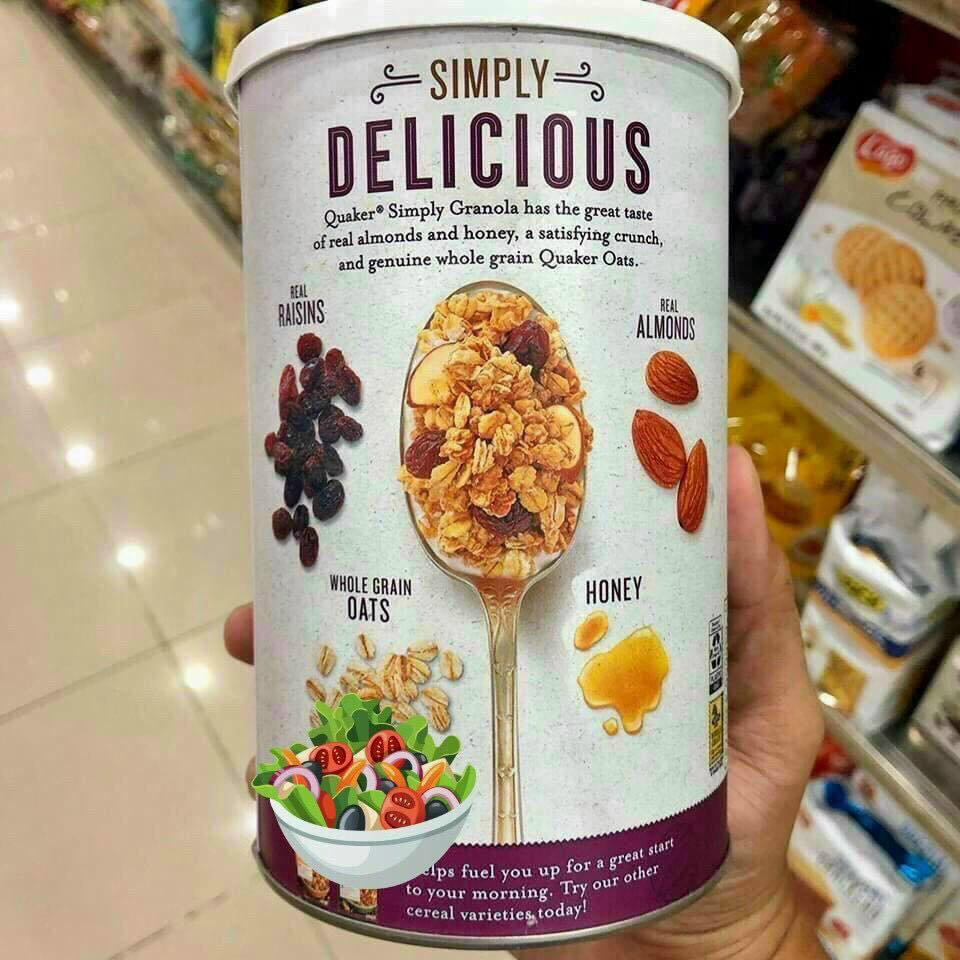 SIMPLY
DELICIOUS
Quaker® Simply Granola has the great taste
of real almonds and honey, a satisfying crunch,
and genuine whole grain Quaker Oats.
REAL
RAISINS
REAL
ALMONDS
WHOLE GRAIN
OATS
HONEY
elps fuel you up for a great start
to your morning. Try our other
cereal varieties today!
Lago